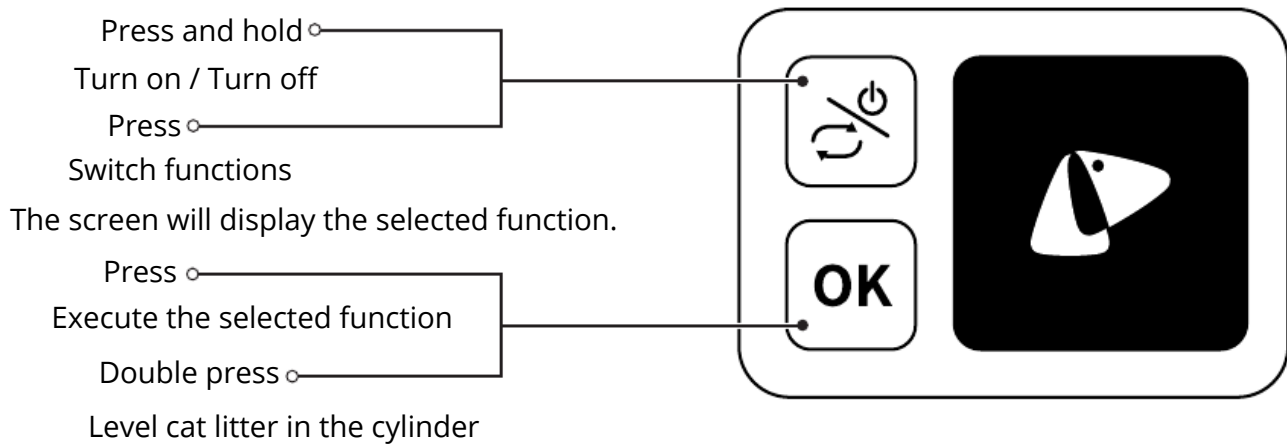 Press and hold
Turn on / Turn off
Press
Switch functions
The screen will display the selected function.
Press
Execute the selected function
Double press
Level cat litter in the cylinder
OK